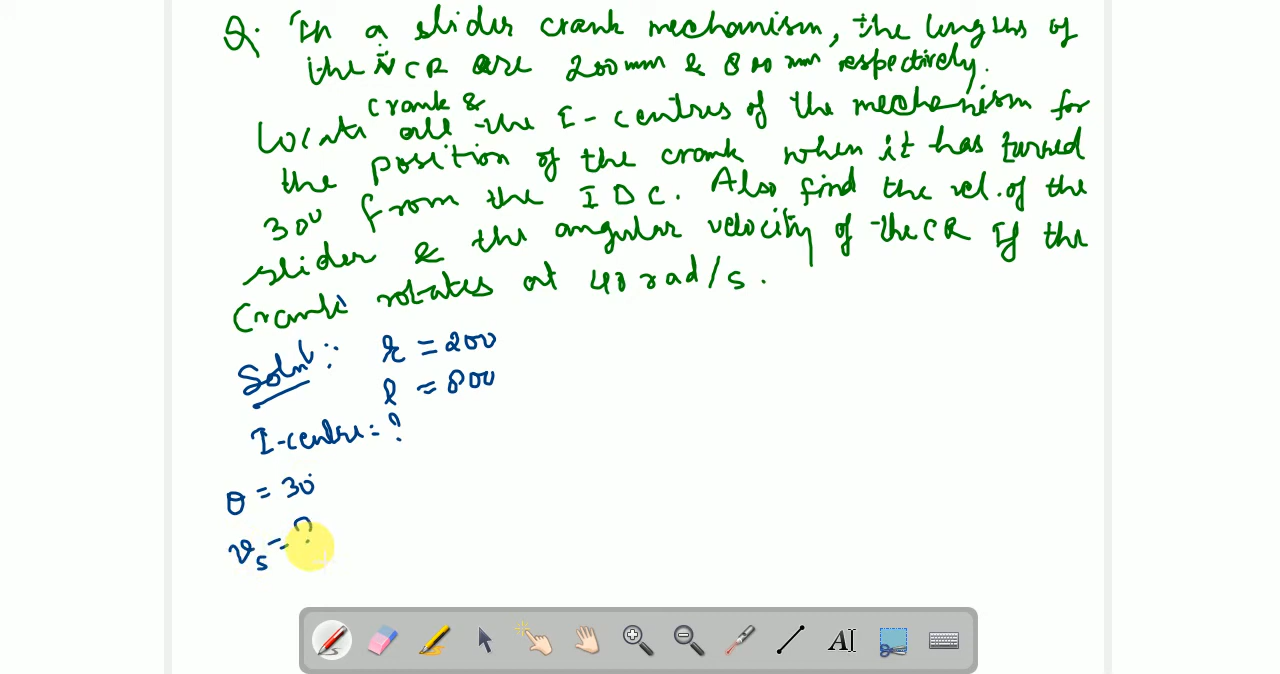 Q. In a slider crank mechanism, the lengths of
the crank & CR are 200mm & 800 mm respectively.
Locate all the I-centres of the mechanism for
the position of the crank when it has turned
30° from the IDC. Also find the vel. of the
slider & the angular velocity of the CR If the
Crank rotates at 40 rad/s.
Soln:
r = 200
l = 800
I-centre = ?
θ = 30°
vs = ?
AI